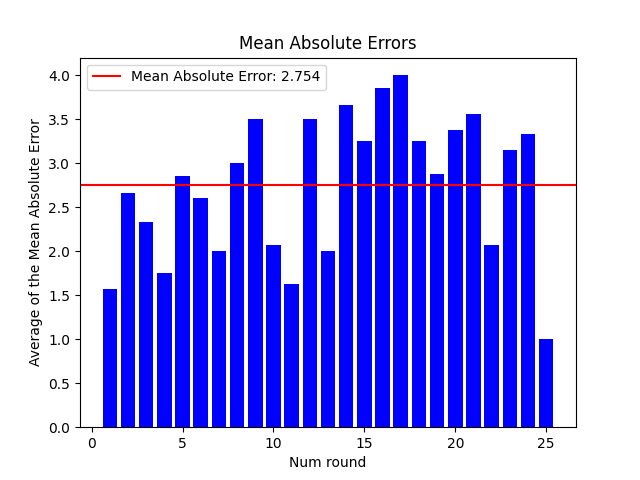 Mean Absolute Errors
Mean Absolute Error: 2.754
Average of the Mean Absolute Error
4.0
3.5
3.0
2.5
2.0
1.5
1.0
0.5
0.0
0 5 10 15 20 25
Num round